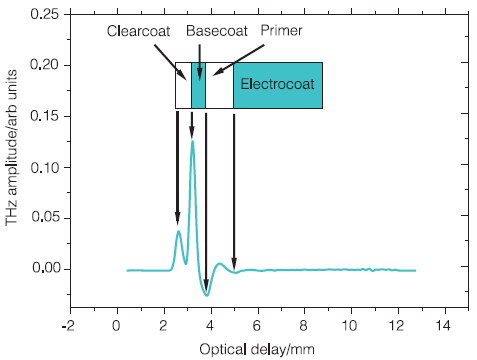 0.25
Clearcoat Basecoat Primer
0.20
Electrocoat
0.15
0.10
0.05
0.00
THz amplitude/arb units
-2 0 2 4 6 8 10 12 14
Optical delay/mm